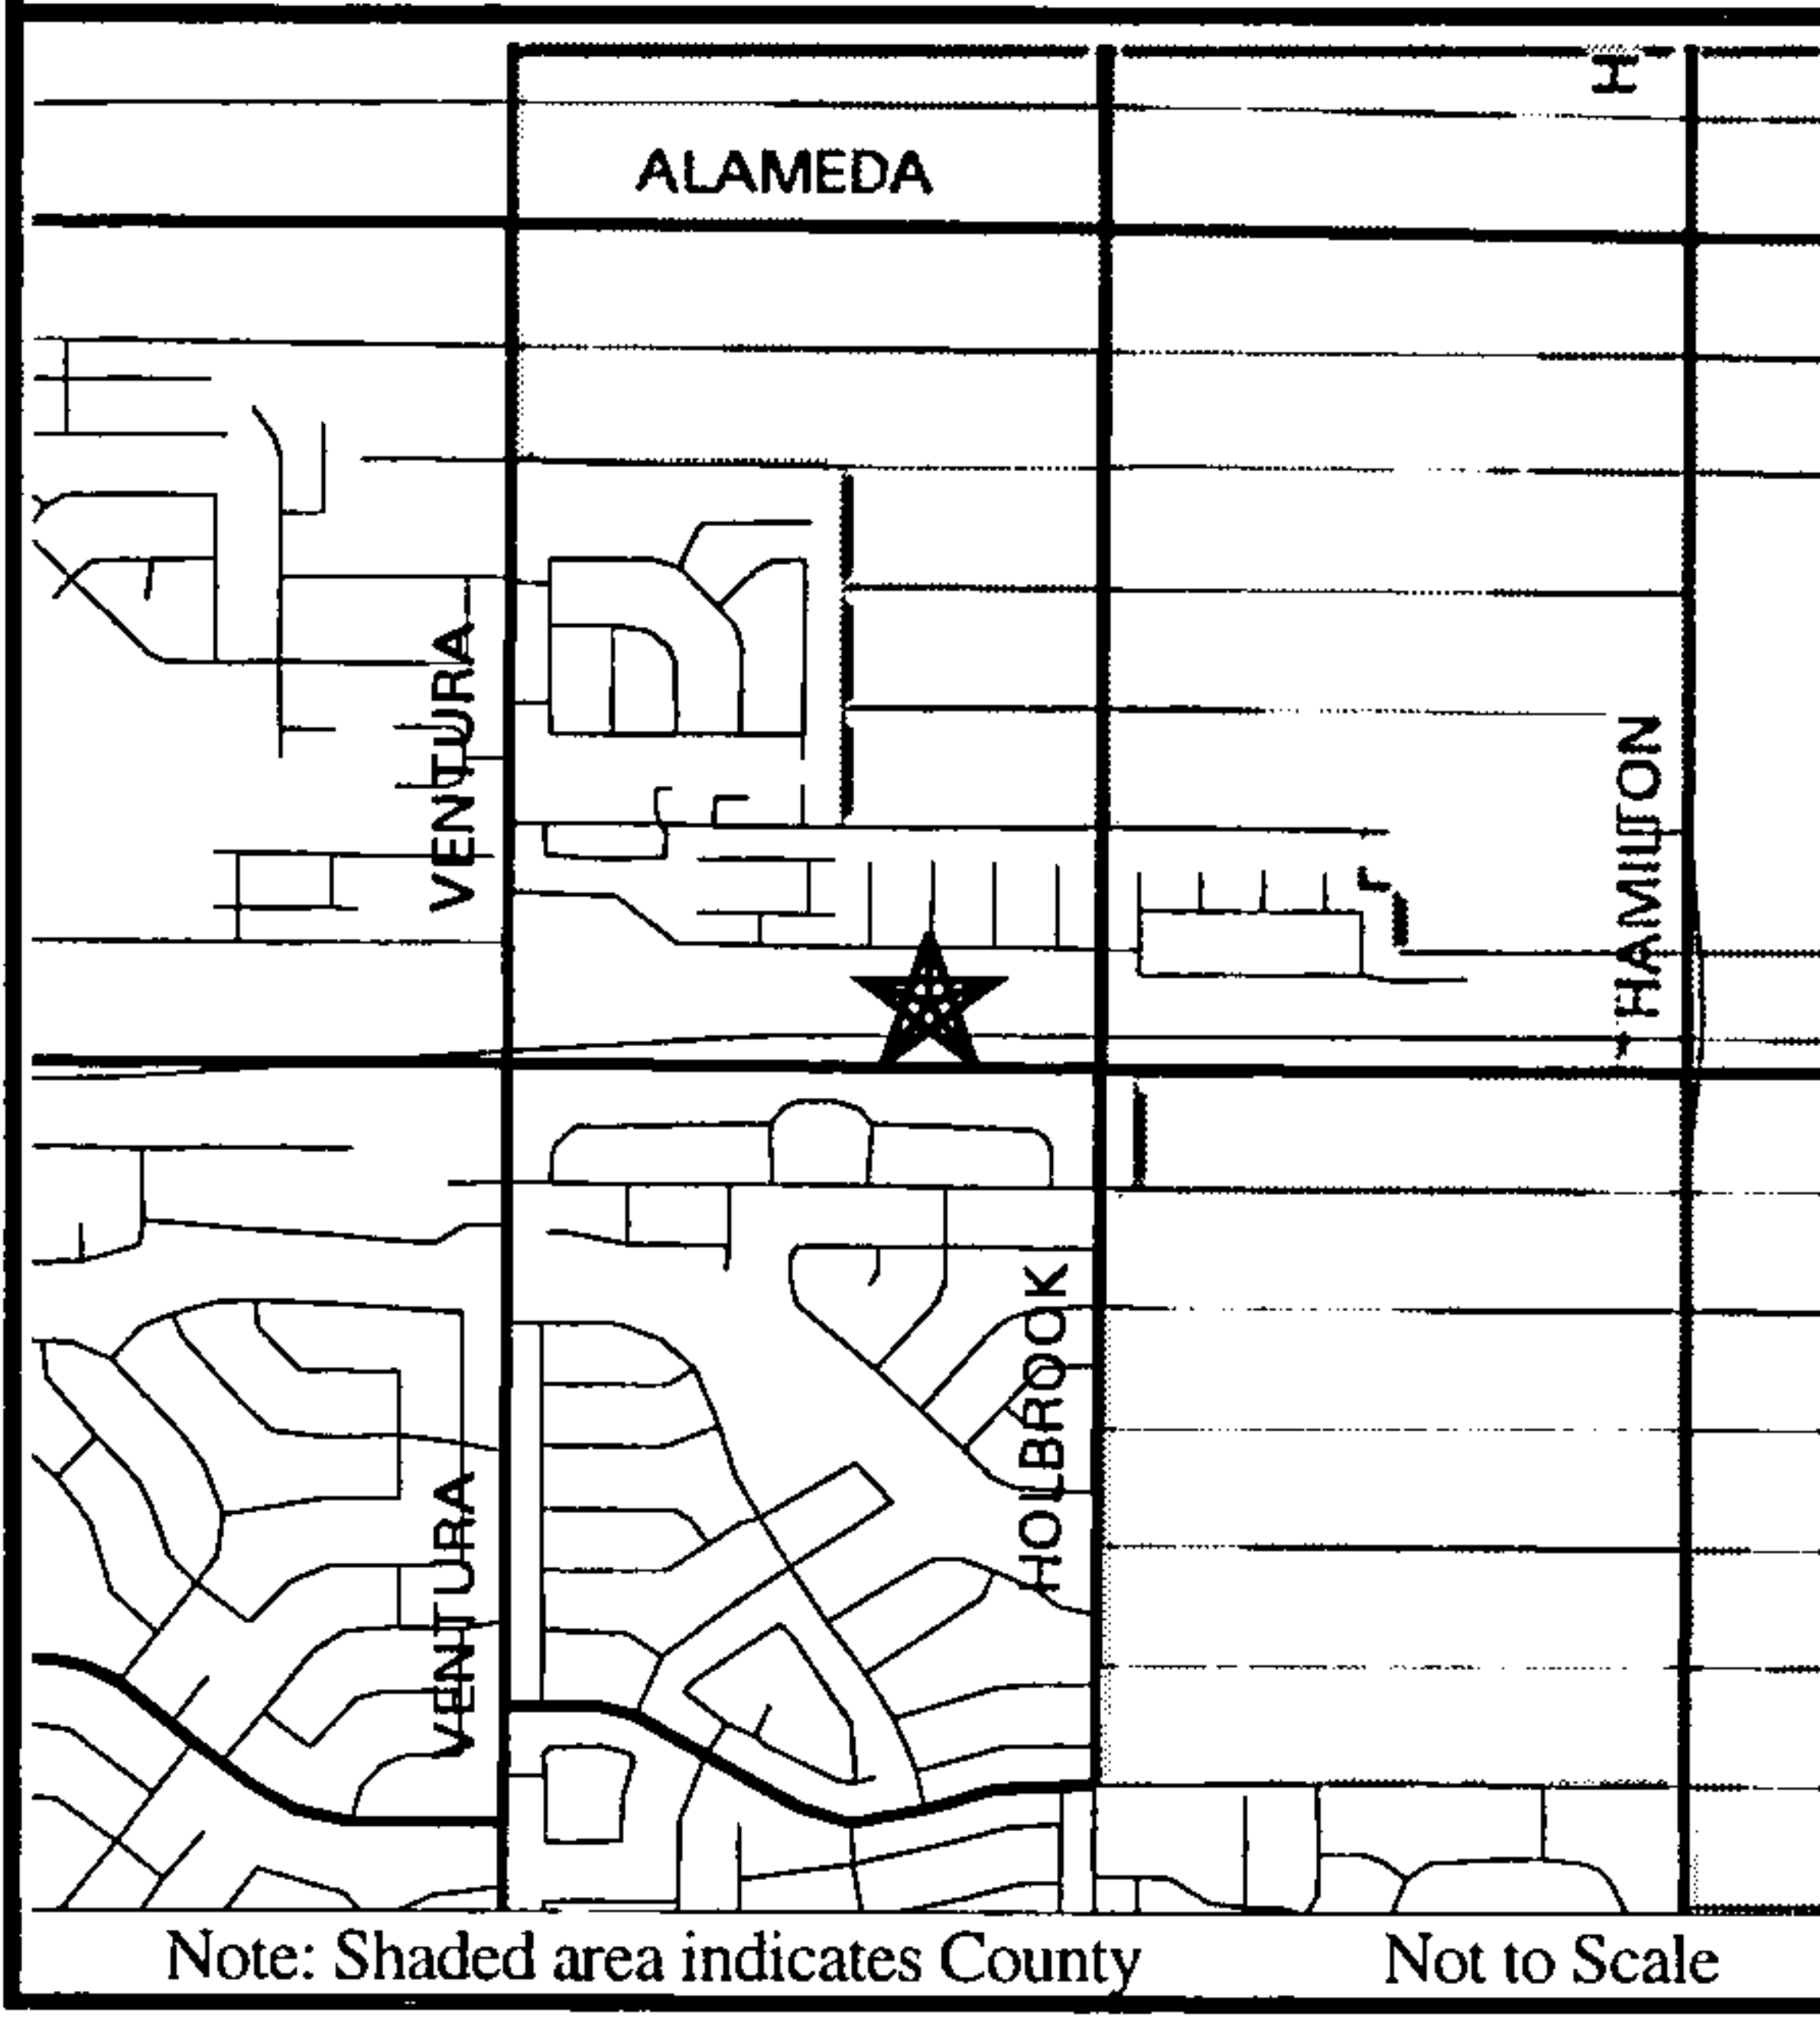 H
ALAMEDA
VENTURA
HAMILTON
HOLBROOK
VENTURA
Note: Shaded area indicates County
Not to Scale